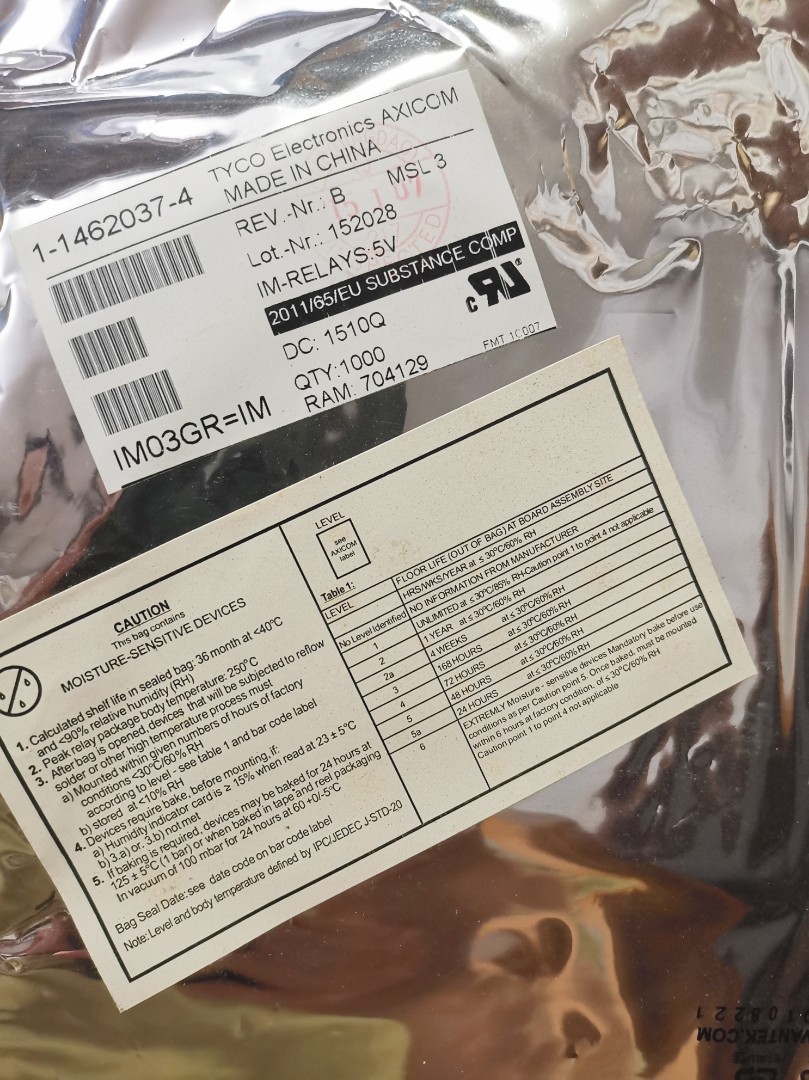 TYCO Electronics AXICOM
MADE IN CHINA
1-1462037-4
REV.-Nr.: B MSL 3
Lot.-Nr.: 152028
IM-RELAYS:5V
2011/65/EU SUBSTANCE COMP
DC: 1510Q
QTY:1000
RAM: 704129
FMT 1C007
IM03GR=IM
CAUTION
This bag contains
MOISTURE-SENSITIVE DEVICES
1. Calculated shelf life in sealed bag: 36 month at <40°C
and <90% relative humidity (RH)
2. Peak relay package body temperature: 250°C
3. After bag is opened, devices that will be subjected to reflow
solder or other high temperature process must
a) Mounted within given numbers of hours of factory
conditions <30°C/60% RH
according to level - see table 1 and bar code label
b) stored at <10% RH
4. Devices require bake, before mounting, if:
a) Humidity indicator card is ≥ 15% when read at 23 ± 5°C
b) 3.a) or. 3.b) not met
5. If baking is required, devices may be baked for 24 hours at
125 ± 5°C (1 bar) or when baked in tape and reel packaging
In vacuum of 100 mbar for 24 hours at 60 +0/-5°C
Bag Seal Date: see date code on bar code label
Note: Level and body temperature defined by IPC/JEDEC J-STD-20
LEVEL
see
AXICOM
label
Table 1:
LEVEL FLOOR LIFE (OUT OF BAG) AT BOARD ASSEMBLY SITE
HRS/WKS/YEAR at ≤ 30°C/60% RH
No Level Identified NO INFORMATION FROM MANUFACTURER
1 UNLIMITED at ≤ 30°C/85% RH-Caution point 1 to point 4 not applicable
2 1 YEAR at ≤ 30°C/60% RH
2a 4 WEEKS at ≤ 30°C/60% RH
3 168 HOURS at ≤ 30°C/60% RH
4 72 HOURS at ≤ 30°C/60% RH
5 48 HOURS at ≤ 30°C/60% RH
5a 24 HOURS at ≤ 30°C/60% RH
6 EXTREMLY Moisture - sensitive devices Mandatory bake before use
conditions as per Caution point 5. Once baked. must be mounted
within 6 hours at factory condition. of ≤ 30°C/60% RH
Caution point 1 to point 4 not applicable